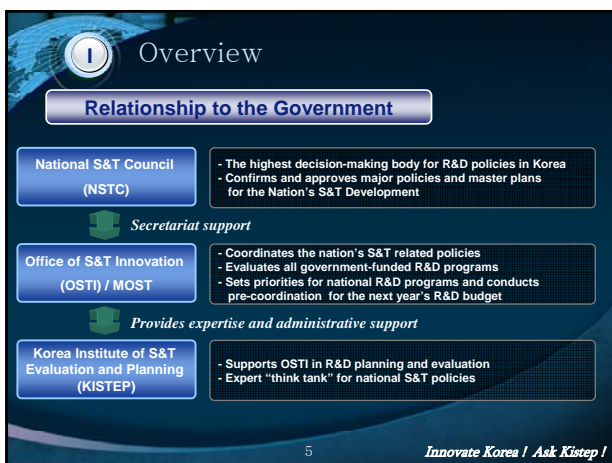 I
Overview
Relationship to the Government
National S&T Council
(NSTC)
- The highest decision-making body for R&D policies in Korea
- Confirms and approves major policies and master plans
for the Nation's S&T Development
Secretariat support
Office of S&T Innovation
(OSTI) / MOST
- Coordinates the nation's S&T related policies
- Evaluates all government-funded R&D programs
- Sets priorities for national R&D programs and conducts
pre-coordination for the next year's R&D budget
Provides expertise and administrative support
Korea Institute of S&T
Evaluation and Planning
(KISTEP)
- Supports OSTI in R&D planning and evaluation
- Expert “think tank” for national S&T policies
5
Innovate Korea ! Ask Kistep !